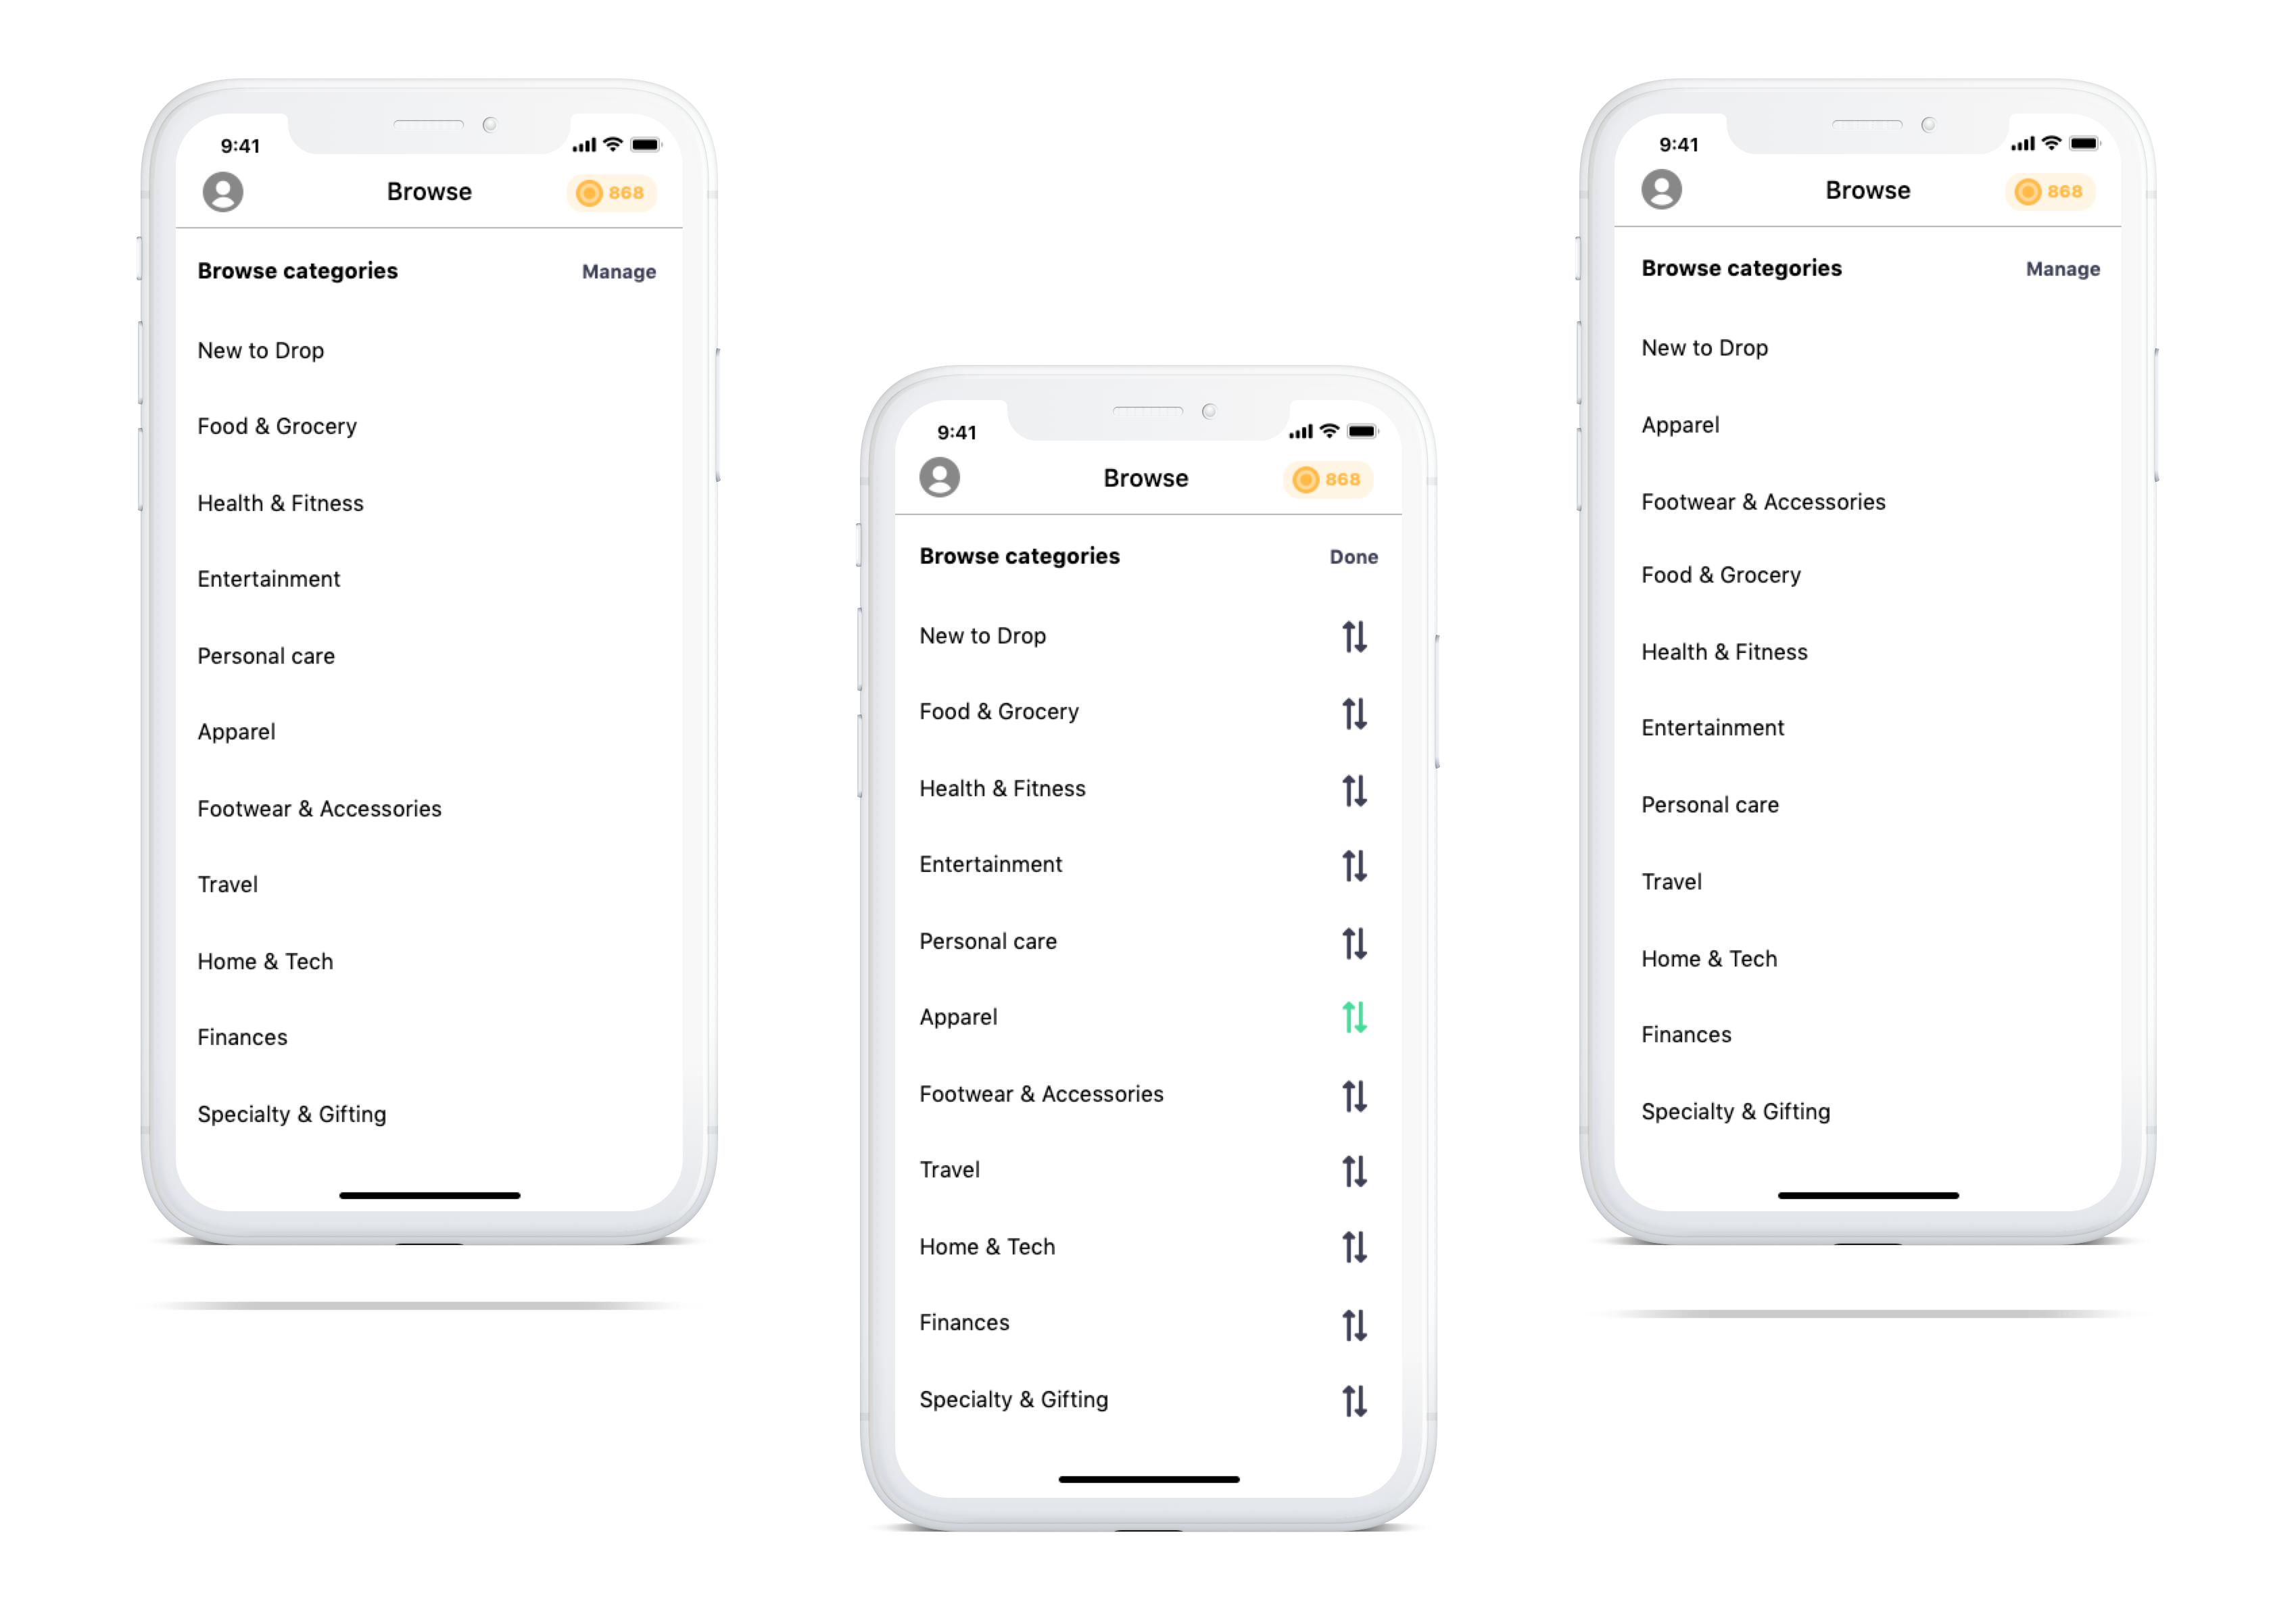 9:41
Browse
868
Browse categories
Manage
New to Drop
Food & Grocery
Health & Fitness
Entertainment
Personal care
Apparel
Footwear & Accessories
Travel
Home & Tech
Finances
Specialty & Gifting
9:41
Browse
868
Browse categories
Done
New to Drop
Food & Grocery
Health & Fitness
Entertainment
Personal care
Apparel
Footwear & Accessories
Travel
Home & Tech
Finances
Specialty & Gifting
9:41
Browse
868
Browse categories
Manage
New to Drop
Apparel
Footwear & Accessories
Food & Grocery
Health & Fitness
Entertainment
Personal care
Travel
Home & Tech
Finances
Specialty & Gifting